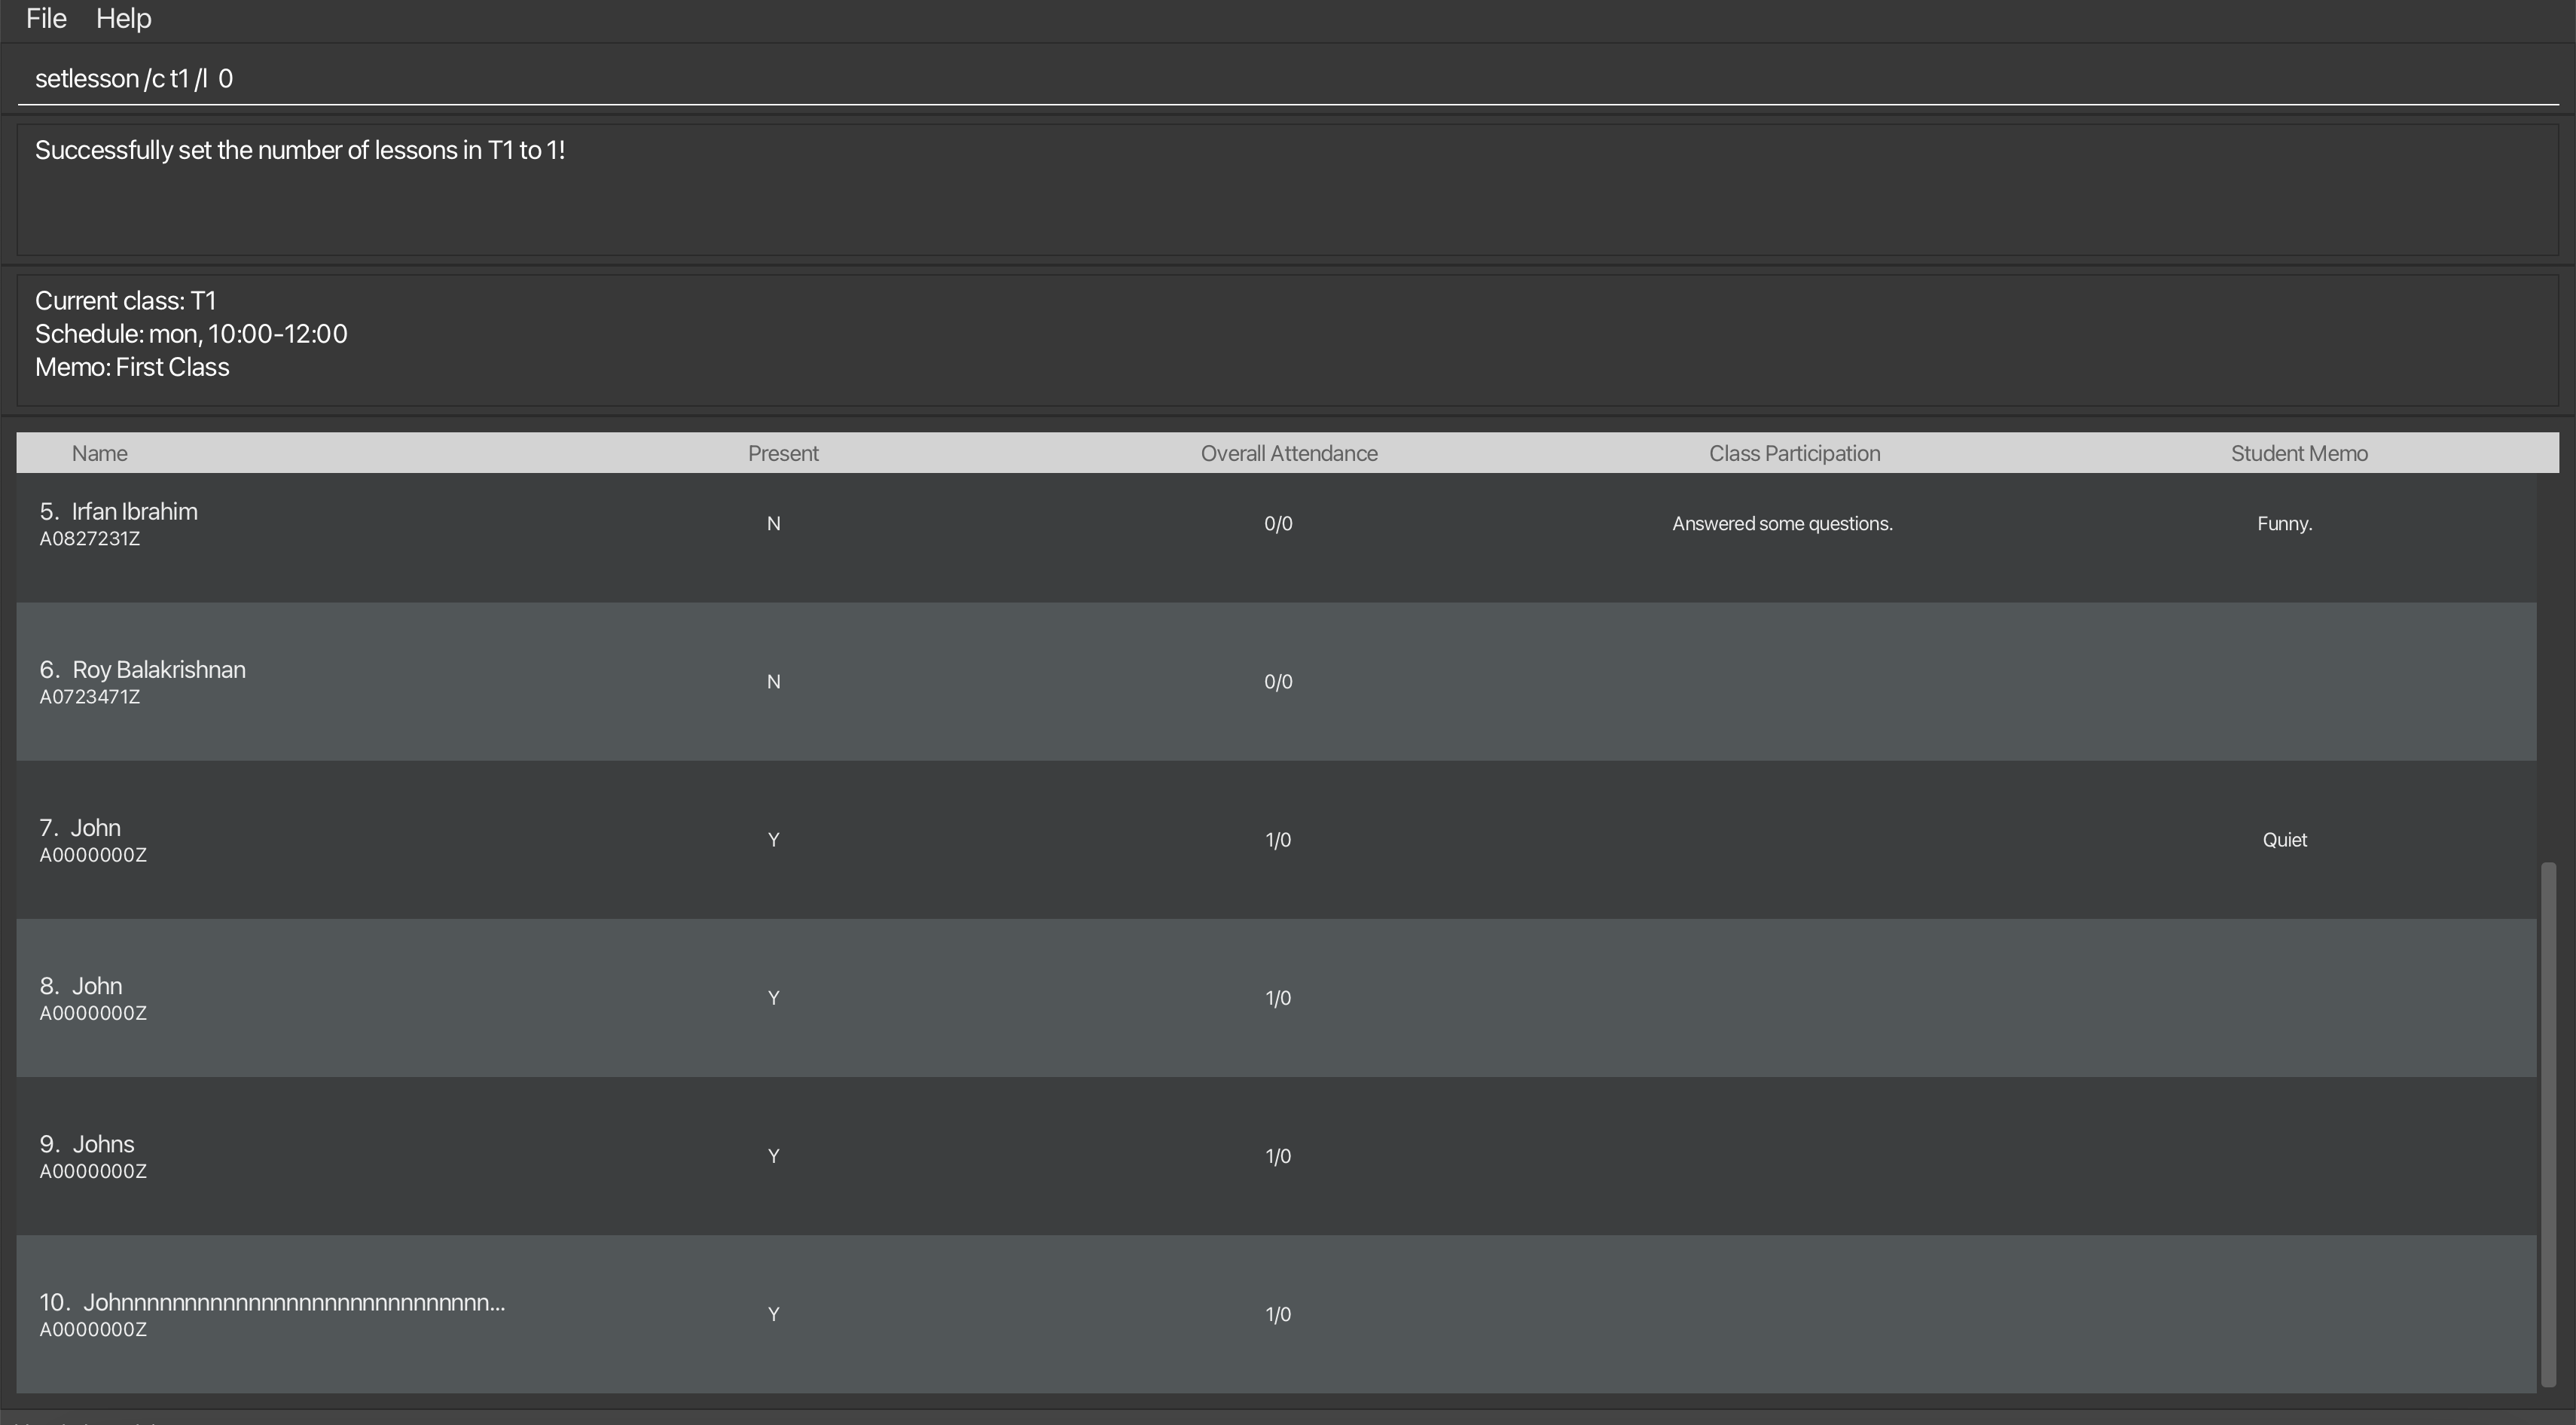 File Help
setlesson /c t1 /l  0
Successfully set the number of lessons in T1 to 1!
Current class: T1
Schedule: mon, 10:00-12:00
Memo: First Class
Name Present Overall Attendance Class Participation Student Memo
5. Irfan Ibrahim
A0827231Z N 0/0 Answered some questions. Funny.
6. Roy Balakrishnan
A0723471Z N 0/0
7. John
A0000000Z Y 1/0 Quiet
8. John
A0000000Z Y 1/0
9. Johns
A0000000Z Y 1/0
10. Johnnnnnnnnnnnnnnnnnnnnnnnnnnnnn...
A0000000Z Y 1/0